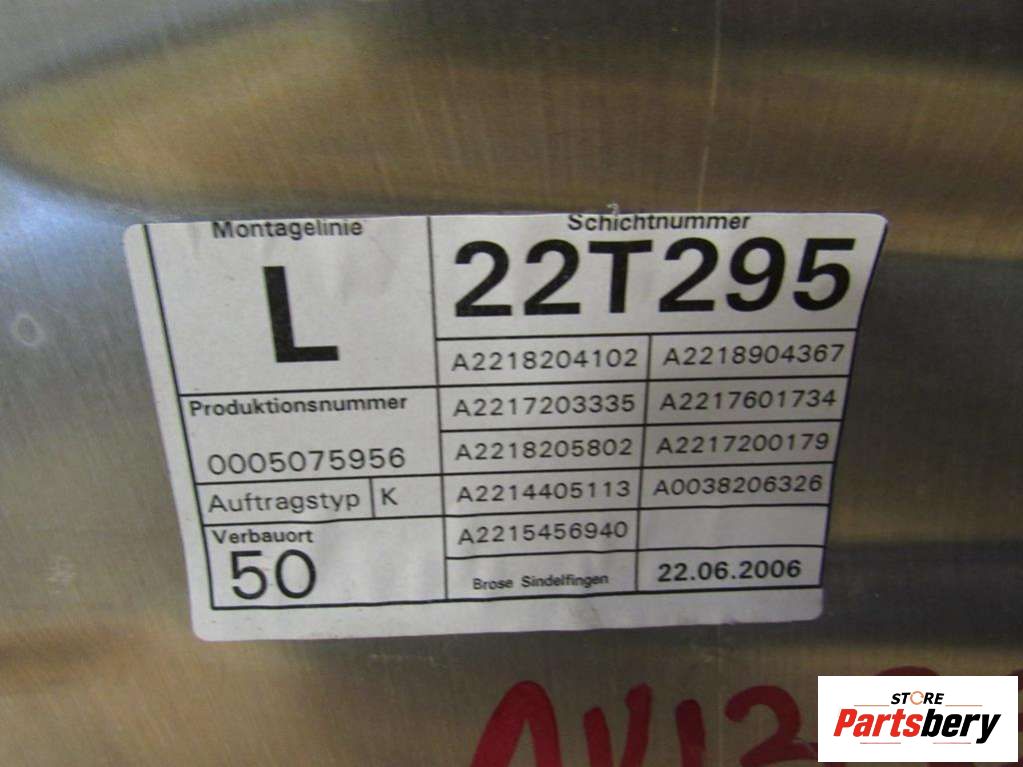 Montagelinie
L
Schichtnummer
22T295
A2218204102 A2218904367
Produktionsnummer
0005075956
A2217203335 A2217601734
A2218205802 A2217200179
Auftragstyp K
A2214405113 A0038206326
Verbauort
50
A2215456940
Brose Sindelfingen 22.06.2006
STORE
Partsbery